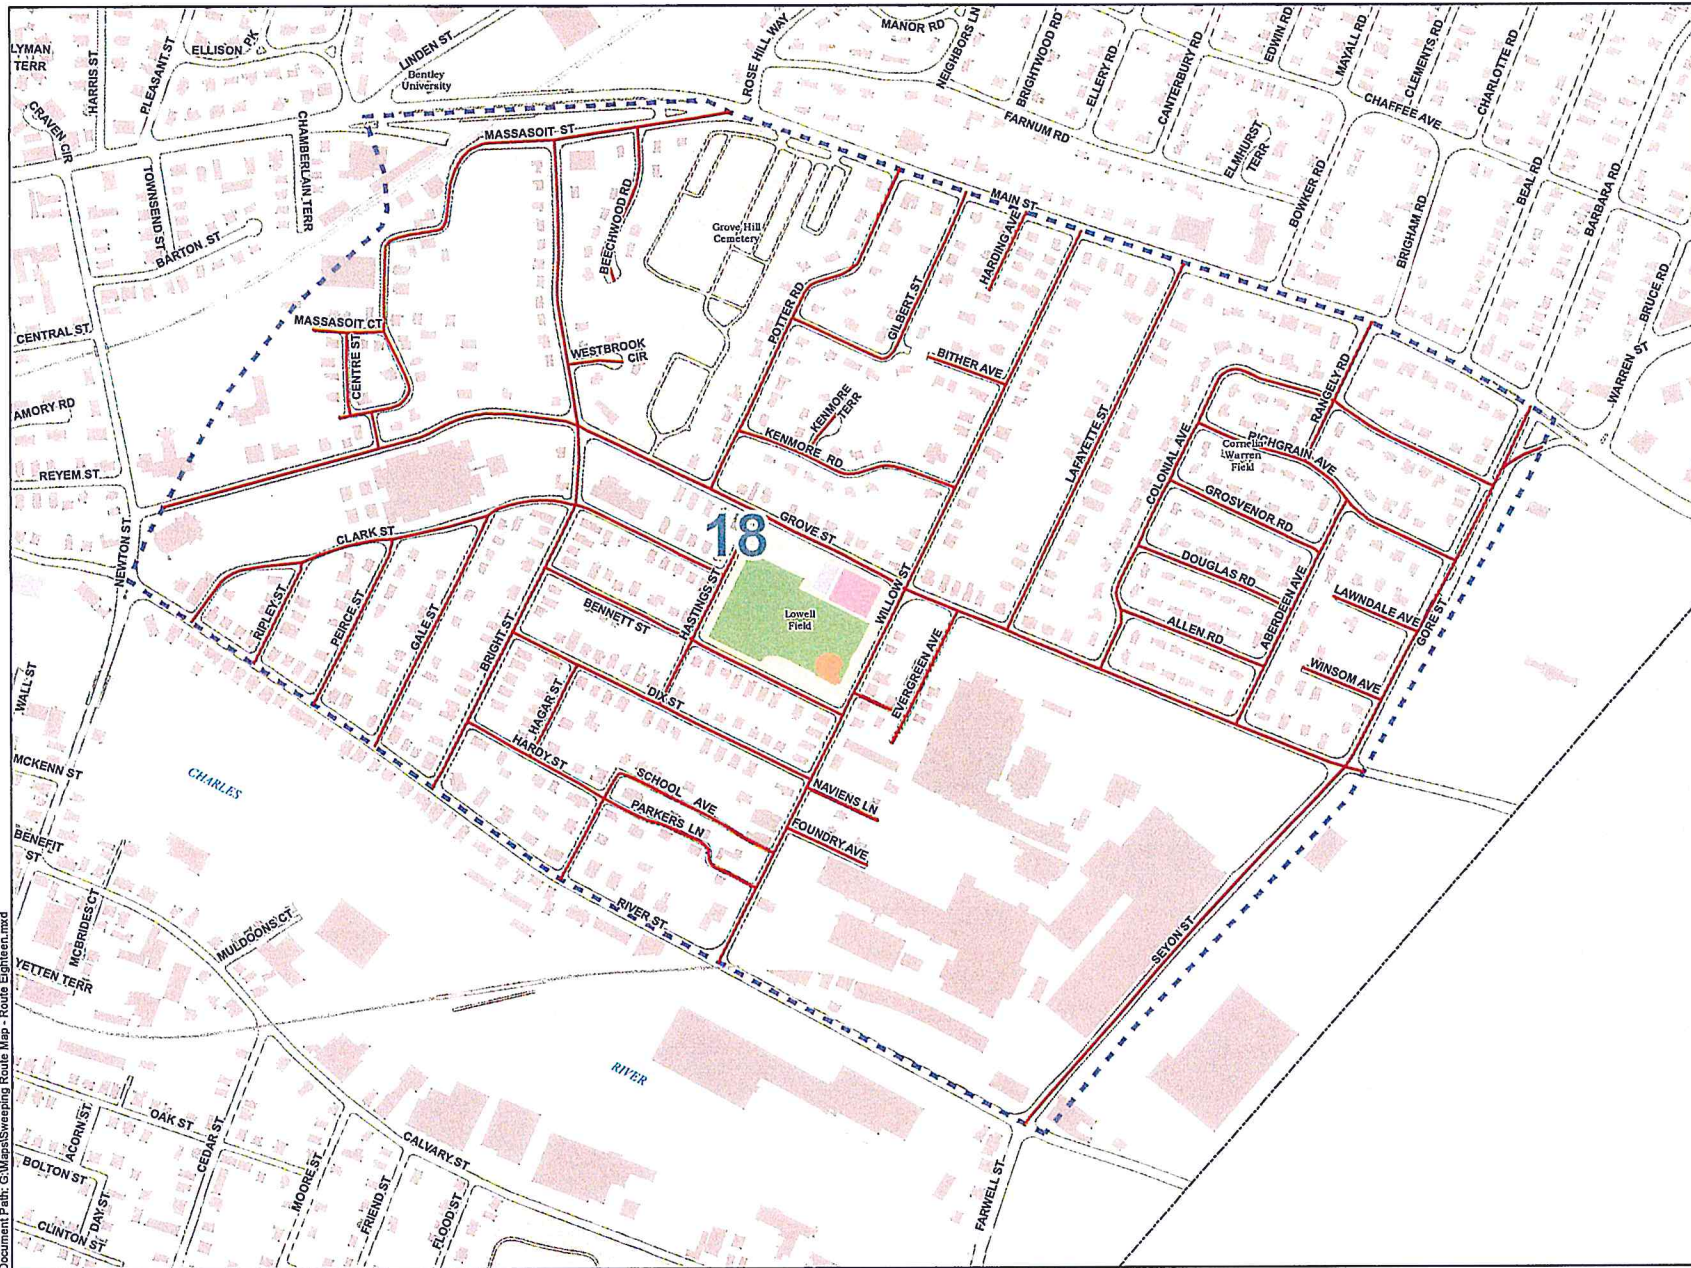 MANOR RD
NEIGHBORS LN
BRIGHTWOOD RD
EDWIN RD
MAYALL RD
CLEMENTS RD
CHARLOTTE RD
ROSE HILL WAY
LYMAN
TERR
HARRIS ST
PLEASANT ST
ELLISON PK
LINDEN ST
Bentley
University
ELLERY RD
CANTERBURY RD
CHAFFEE AVE
FARNUM RD
CRAVEN CIR
CHAMBERLAIN TERR
MASSASOIT ST
ELMHURST
TERR
BOWKER RD
BRIGHAM RD
BEAL RD
BARBARA RD
TOWNSEND ST
BARTON ST
BEECHWOOD RD
Grove Hill
Cemetery
MAIN ST
HARDING AVE
BRUCE RD
POTTER RD
GILBERT ST
CENTRAL ST
MASSASOIT CT
CENTRE ST
WESTBROOK
CIR
BITHER AVE
RANGELY RD
WARREN ST
AMORY RD
KENMORE
TERR
KENMORE RD
LAFAYETTE ST
COLONIAL AVE
Cornelia
Warren
Field
RICHGRAIN AVE
REYEM ST
GROSVENOR RD
NEWTON ST
CLARK ST
18
GROVE ST
DOUGLAS RD
ABERDEEN AVE
LAWNDALE AVE
GORE ST
RIPLEY ST
PEIRCE ST
GALE ST
BRIGHT ST
BENNETT ST
HASTINGS ST
Lowell
Field
WILLOW ST
EVERGREEN AVE
ALLEN RD
WINSOM AVE
WALL ST
HAGAR ST
DIX ST
HARDY ST
MCKENN ST
CHARLES
SCHOOL AVE
PARKERS LN
NAVIENS LN
FOUNDRY AVE
BENEFIT
ST
MCBRIDES CT
MULDOONS CT
RIVER ST
SEYON ST
YETTEN TERR
RIVER
OAK ST
ACORN ST
CEDAR ST
CALVARY ST
BOLTON ST
DAY ST
MOORE ST
FRIEND ST
FLOOD ST
FARWELL ST
CLINTON ST
Document Path: G:\Maps\Sweeping Route Map - Route Eighteen.mxd